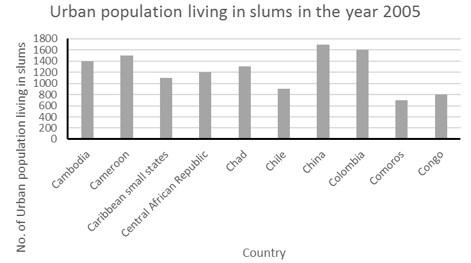 Urban population living in slums in the year 2005
No. of Urban population living in slums
1800
1600
1400
1200
1000
800
600
400
200
0
Cambodia
Cameroon
Caribbean small states
Central African Republic
Chad
Chile
China
Colombia
Comoros
Congo
Country